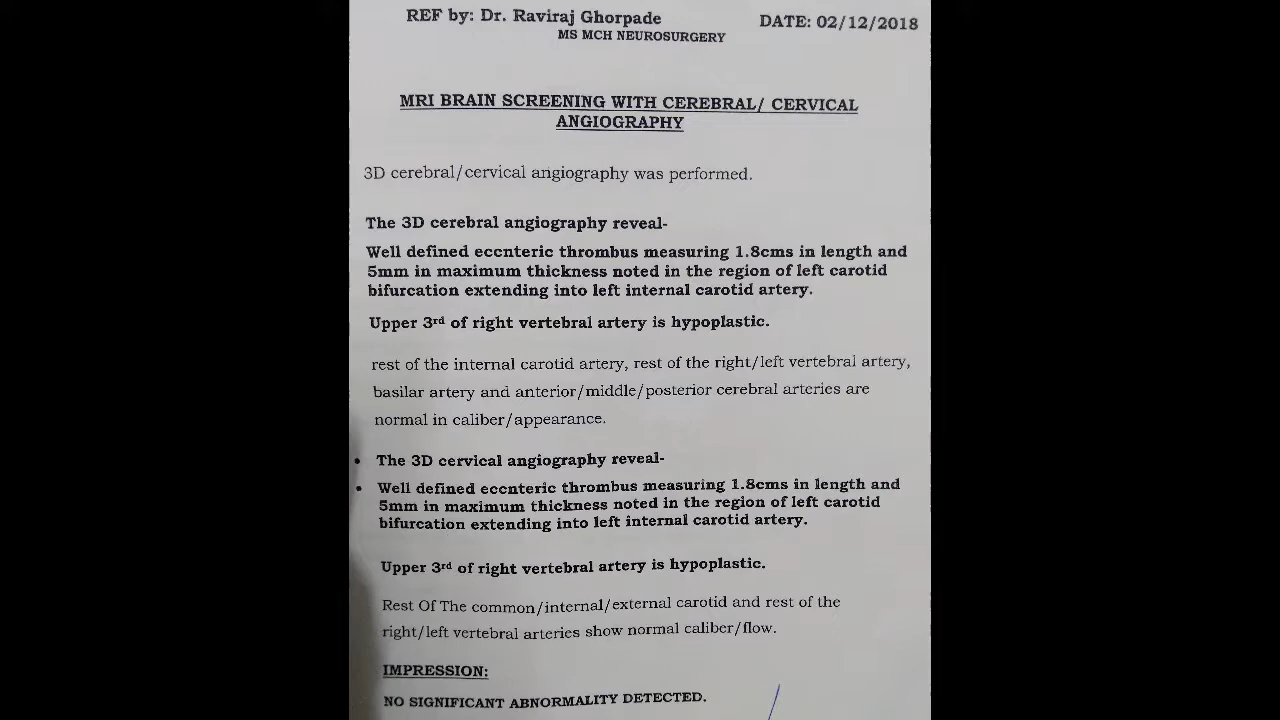 REF by: Dr. Raviraj Ghorpade DATE: 02/12/2018
MS MCH NEUROSURGERY
MRI BRAIN SCREENING WITH CEREBRAL/ CERVICAL
ANGIOGRAPHY
3D cerebral/cervical angiography was performed.
The 3D cerebral angiography reveal-
Well defined eccnteric thrombus measuring 1.8cms in length and
5mm in maximum thickness noted in the region of left carotid
bifurcation extending into left internal carotid artery.
Upper 3rd of right vertebral artery is hypoplastic.
rest of the internal carotid artery, rest of the right/left vertebral artery,
basilar artery and anterior/middle/posterior cerebral arteries are
normal in caliber/appearance.
• The 3D cervical angiography reveal-
• Well defined eccnteric thrombus measuring 1.8cms in length and
5mm in maximum thickness noted in the region of left carotid
bifurcation extending into left internal carotid artery.
Upper 3rd of right vertebral artery is hypoplastic.
Rest Of The common/internal/external carotid and rest of the
right/left vertebral arteries show normal caliber/flow.
IMPRESSION:
NO SIGNIFICANT ABNORMALITY DETECTED.